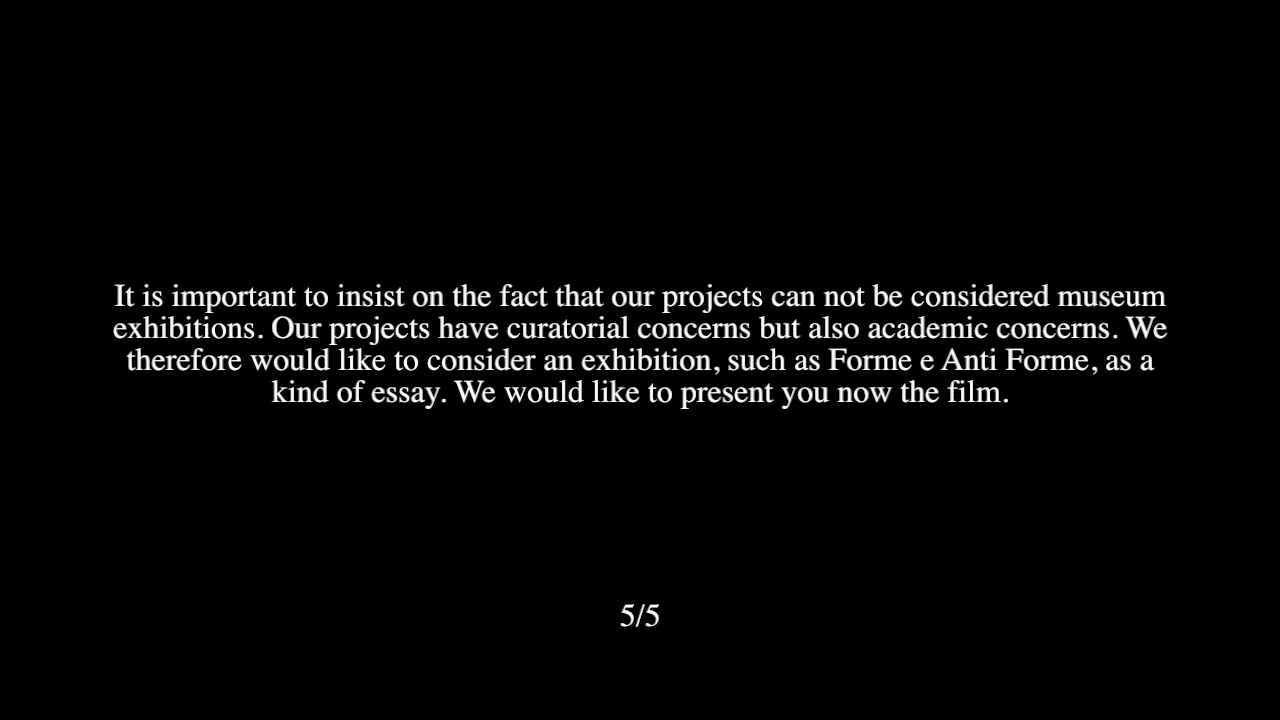 It is important to insist on the fact that our projects can not be considered museum
exhibitions. Our projects have curatorial concerns but also academic concerns. We
therefore would like to consider an exhibition, such as Forme e Anti Forme, as a
kind of essay. We would like to present you now the film.
5/5